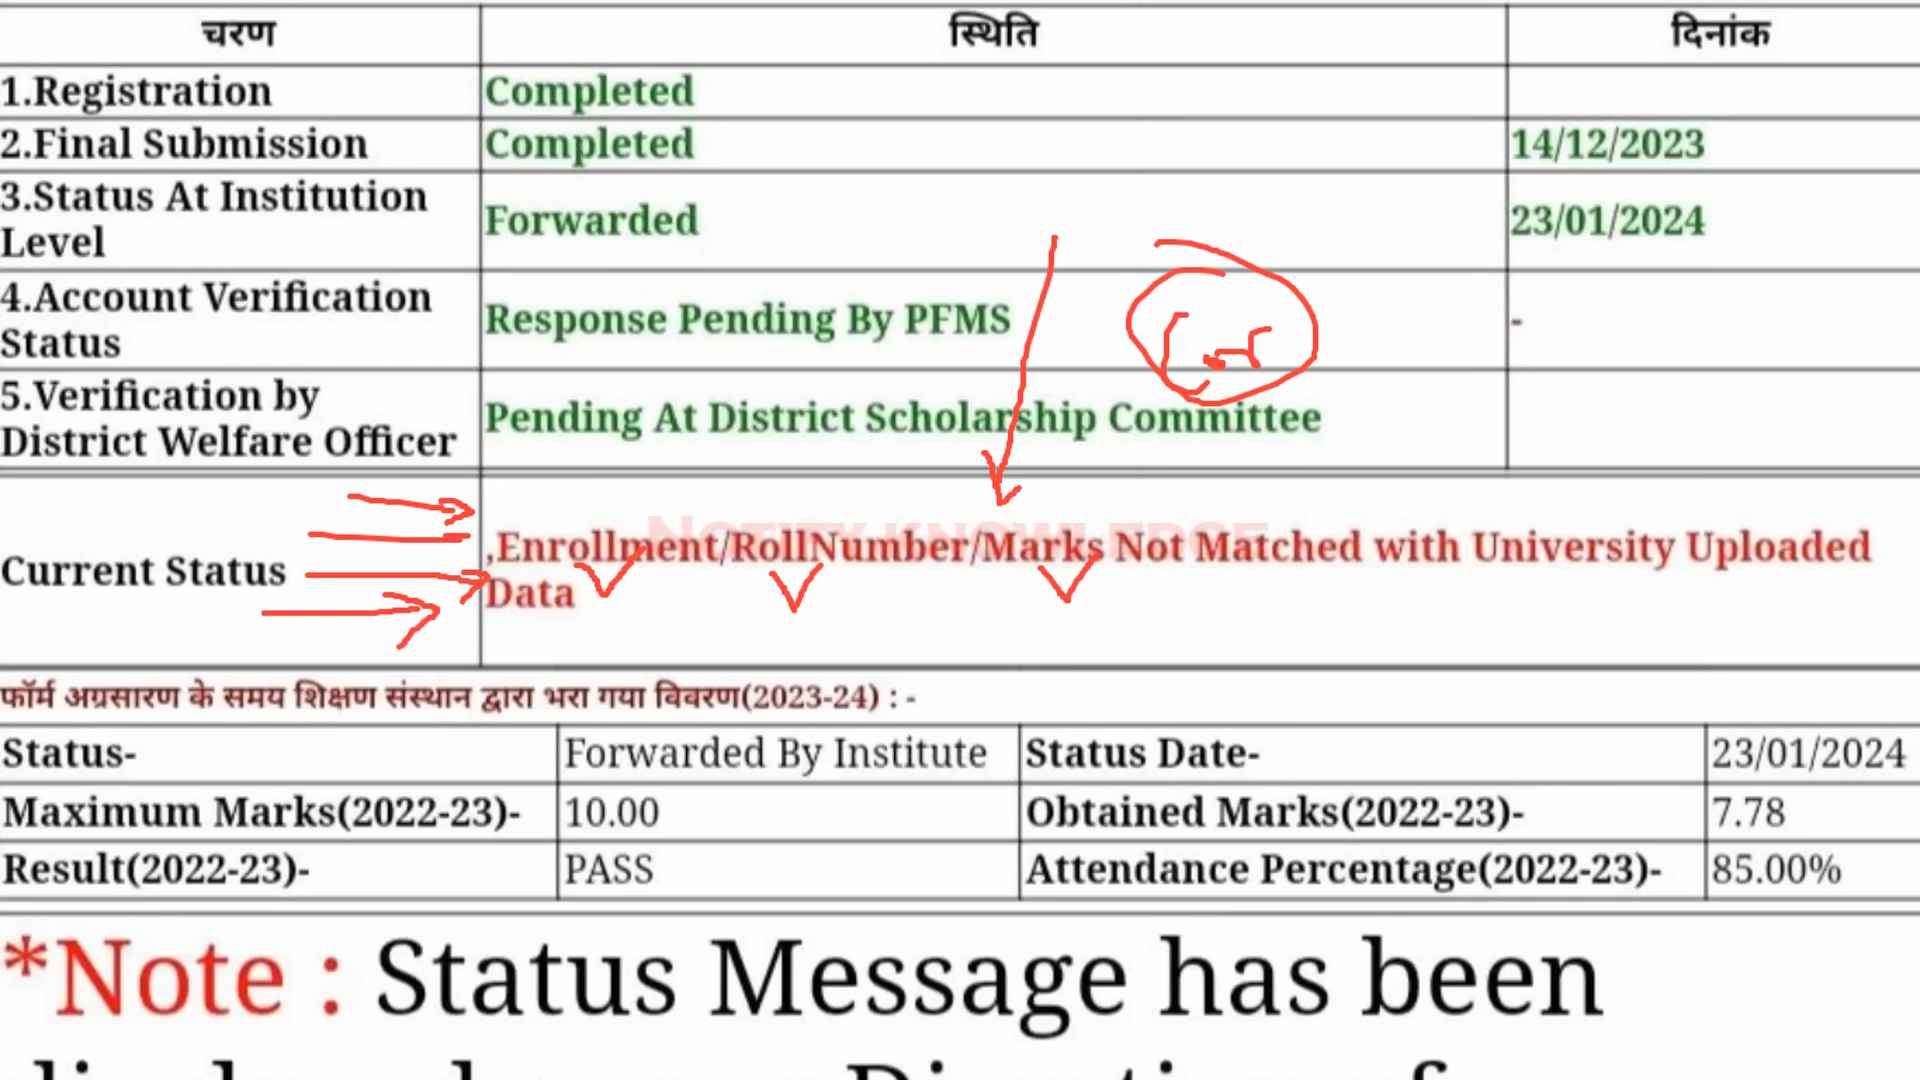 चरण स्थिति दिनांक
1.Registration Completed
2.Final Submission Completed 14/12/2023
3.Status At Institution Level Forwarded 23/01/2024
4.Account Verification Status Response Pending By PFMS -
5.Verification by District Welfare Officer Pending At District Scholarship Committee
NOTIFY KNOWLEDGE
Current Status ,Enrollment/RollNumber/Marks Not Matched with University Uploaded
Data
फॉर्म अग्रसारण के समय शिक्षण संस्थान द्वारा भरा गया विवरण(2023-24) : -
Status- Forwarded By Institute Status Date- 23/01/2024
Maximum Marks(2022-23)- 10.00 Obtained Marks(2022-23)- 7.78
Result(2022-23)- PASS Attendance Percentage(2022-23)- 85.00%
*Note : Status Message has been